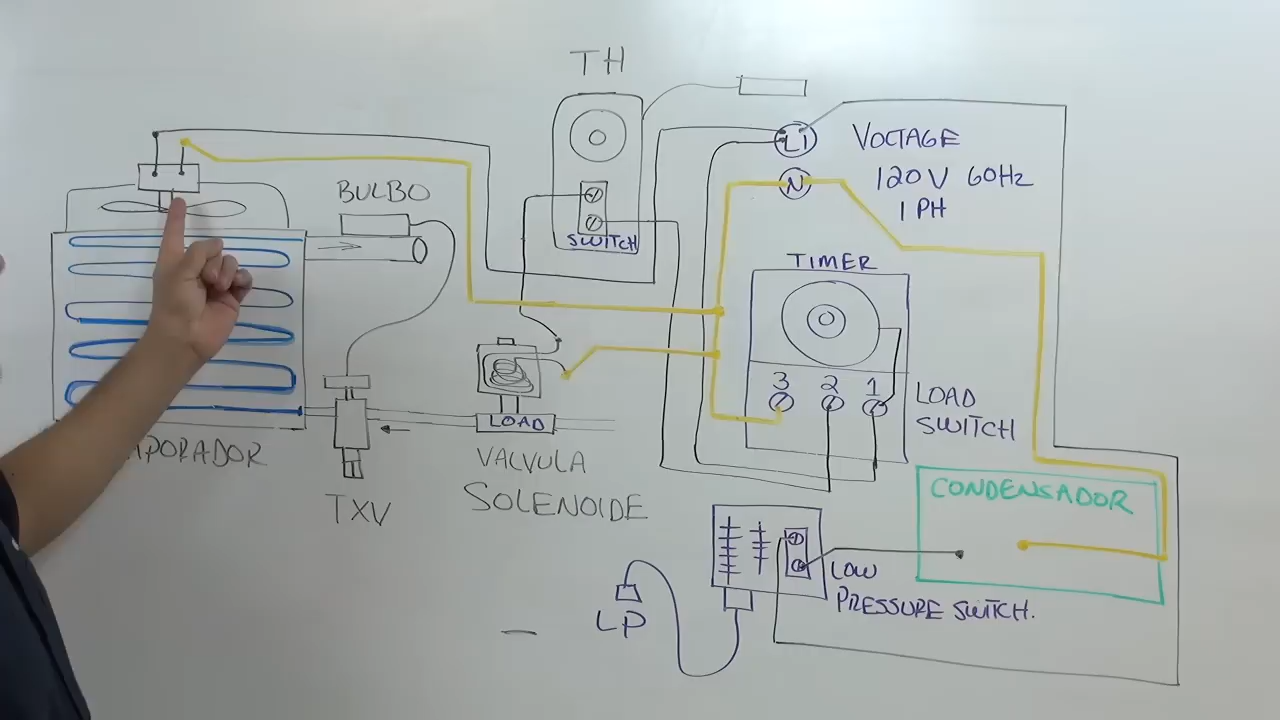 TH
L1
VOLTAGE
120V 60Hz
1 PH
N
BULBO
SWITCH
TIMER
3 2 1
LOAD
SWITCH
LOAD
PORADOR
VALVULA
SOLENOIDE
TXV
CONDENSADOR
LOW
PRESSURE SWITCH.
LP